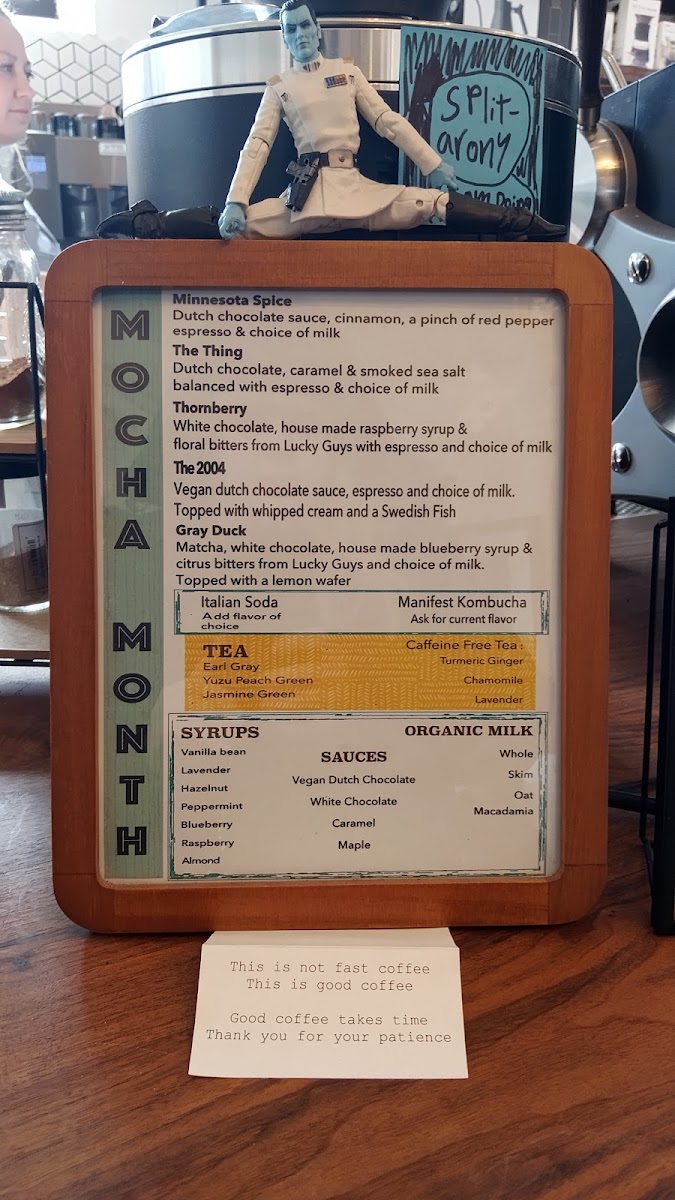 SPlit-
arony
MOCHA MONTH
Minnesota Spice
Dutch chocolate sauce, cinnamon, a pinch of red pepper
espresso & choice of milk
The Thing
Dutch chocolate, caramel & smoked sea salt
balanced with espresso & choice of milk
Thornberry
White chocolate, house made raspberry syrup &
floral bitters from Lucky Guys with espresso and choice of milk
The 2004
Vegan dutch chocolate sauce, espresso and choice of milk.
Topped with whipped cream and a Swedish Fish
Gray Duck
Matcha, white chocolate, house made blueberry syrup &
citrus bitters from Lucky Guys and choice of milk.
Topped with a lemon wafer
Italian Soda
Add flavor of
choice
Manifest Kombucha
Ask for current flavor
TEA
Earl Gray
Yuzu Peach Green
Jasmine Green
Caffeine Free Tea:
Turmeric Ginger
Chamomile
Lavender
SYRUPS
Vanilla bean
Lavender
Hazelnut
Peppermint
Blueberry
Raspberry
Almond
SAUCES
Vegan Dutch Chocolate
White Chocolate
Caramel
Maple
ORGANIC MILK
Whole
Skim
Oat
Macadamia
This is not fast coffee
This is good coffee
Good coffee takes time
Thank you for your patience